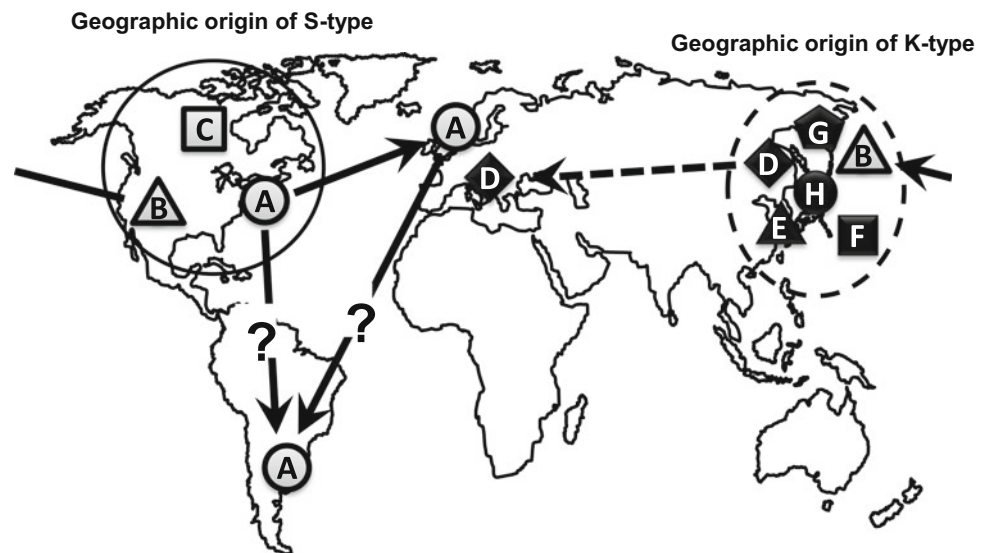 Geographic origin of S-type
Geographic origin of K-type
C
A
G
B
D
D
B
A
H
E
F
?
?
A